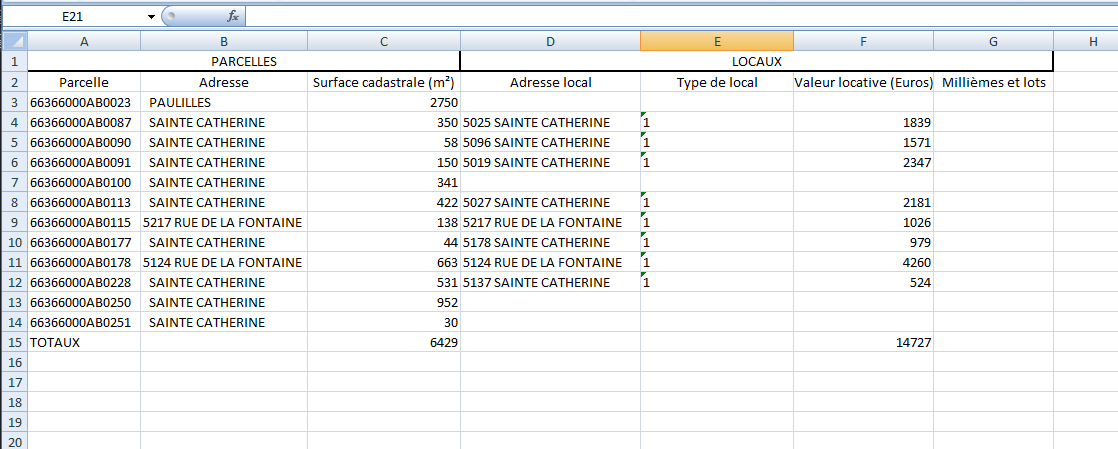 E21 fx
A B C D E F G H
1 PARCELLES LOCAUX
2 Parcelle Adresse Surface cadastrale (m²) Adresse local Type de local Valeur locative (Euros) Millièmes et lots
3 66366000AB0023 PAULILLES 2750
4 66366000AB0087 SAINTE CATHERINE 350 5025 SAINTE CATHERINE 1 1839
5 66366000AB0090 SAINTE CATHERINE 58 5096 SAINTE CATHERINE 1 1571
6 66366000AB0091 SAINTE CATHERINE 150 5019 SAINTE CATHERINE 1 2347
7 66366000AB0100 SAINTE CATHERINE 341
8 66366000AB0113 SAINTE CATHERINE 422 5027 SAINTE CATHERINE 1 2181
9 66366000AB0115 5217 RUE DE LA FONTAINE 138 5217 RUE DE LA FONTAINE 1 1026
10 66366000AB0177 SAINTE CATHERINE 44 5178 SAINTE CATHERINE 1 979
11 66366000AB0178 5124 RUE DE LA FONTAINE 663 5124 RUE DE LA FONTAINE 1 4260
12 66366000AB0228 SAINTE CATHERINE 531 5137 SAINTE CATHERINE 1 524
13 66366000AB0250 SAINTE CATHERINE 952
14 66366000AB0251 SAINTE CATHERINE 30
15 TOTAUX 6429 14727
16
17
18
19
20